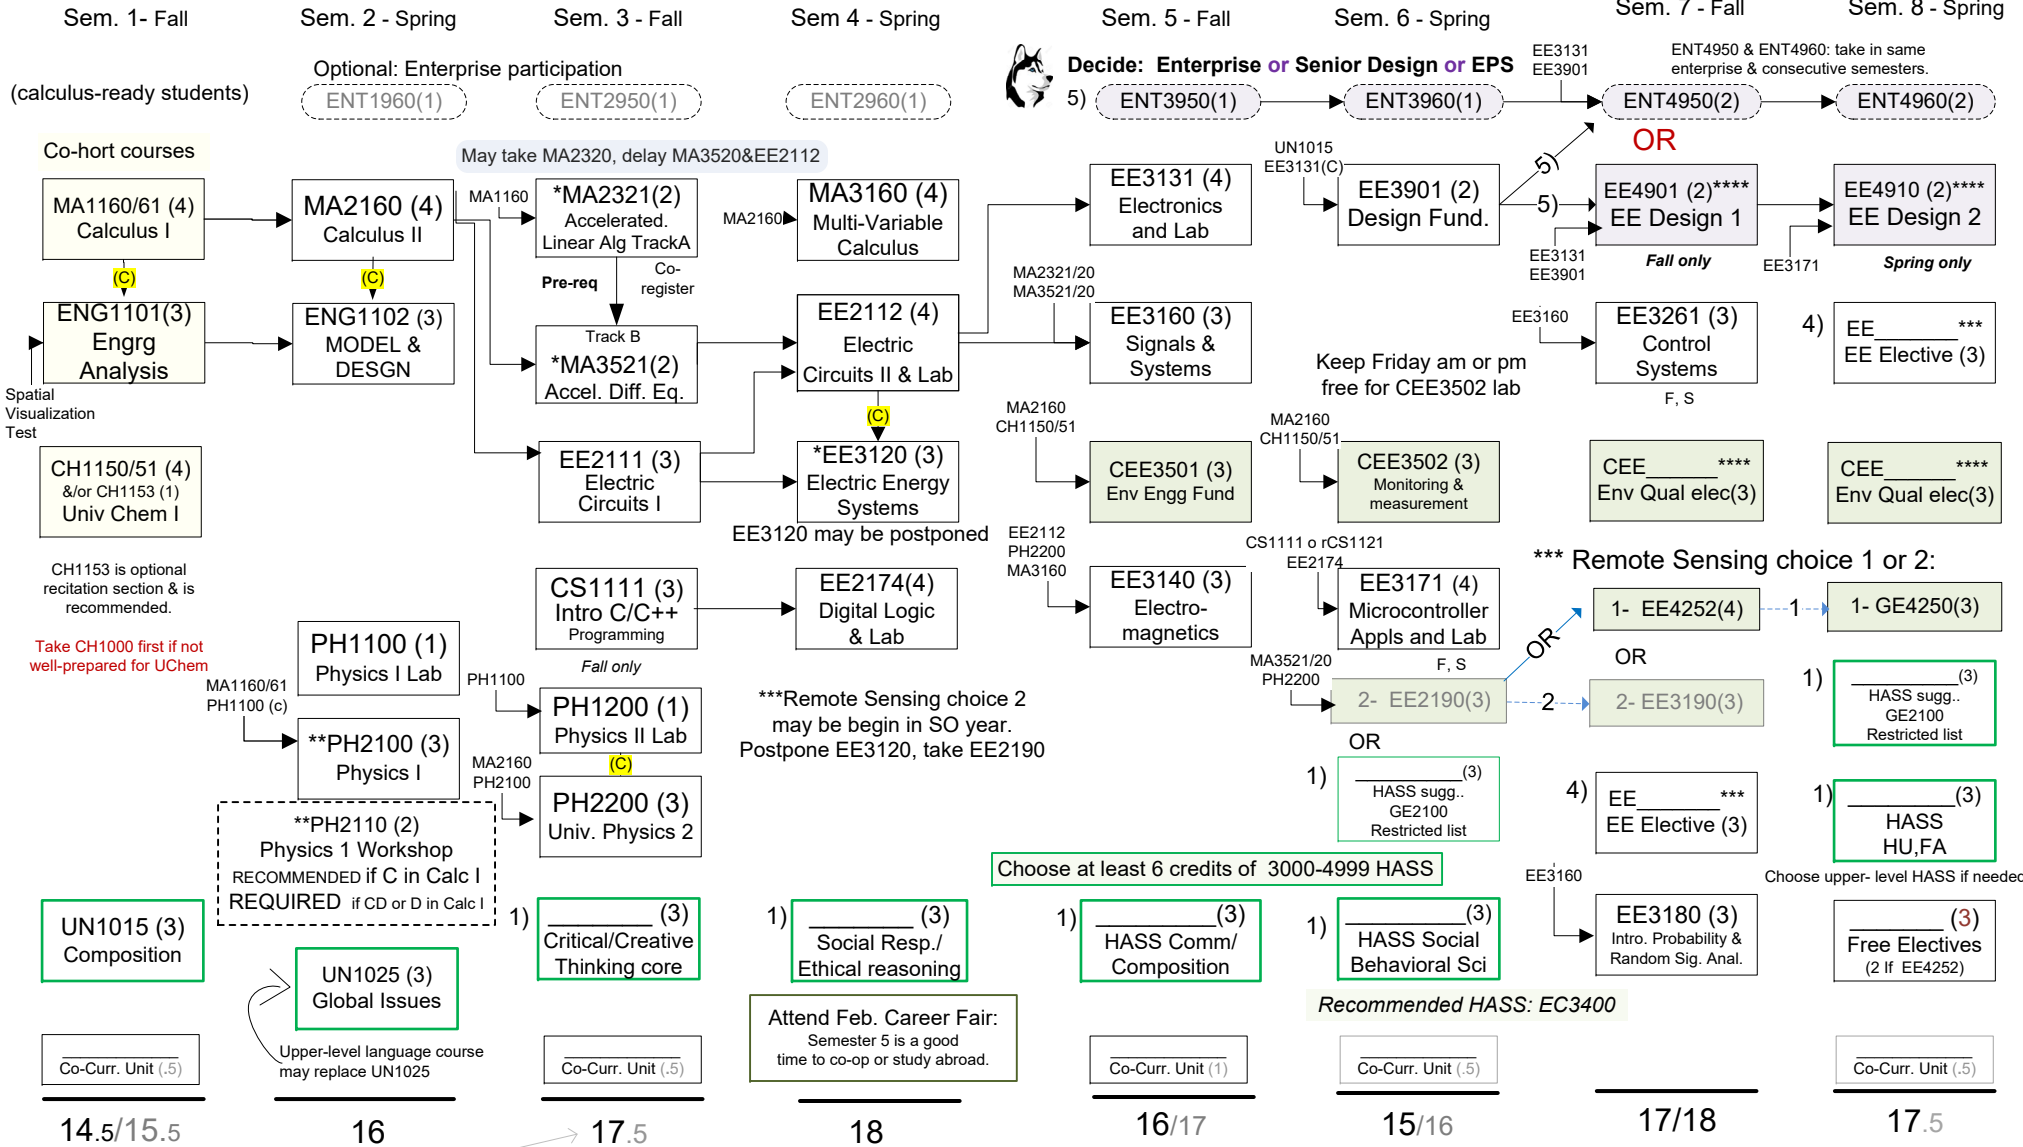 Sem. 1- Fall
Sem. 2 - Spring
Sem. 3 - Fall
Sem 4 - Spring
Sem. 5 - Fall
Sem. 6 - Spring
Sem. 7 - Fall
Sem. 8 - Spring
(calculus-ready students)
Optional: Enterprise participation
ENT1960(1)
ENT2950(1)
ENT2960(1)
Decide: Enterprise or Senior Design or EPS
5)
ENT3950(1)
ENT3960(1)
EE3131
EE3901
ENT4950 & ENT4960: take in same
enterprise & consecutive semesters.
ENT4950(2)
ENT4960(2)
OR
Co-hort courses
May take MA2320, delay MA3520&EE2112
MA1160/61 (4)
Calculus I
(C)
ENG1101(3)
Engrg
Analysis
Spatial
Visualization
Test
CH1150/51 (4)
&/or CH1153 (1)
Univ Chem I
CH1153 is optional
recitation section & is
recommended.
Take CH1000 first if not
well-prepared for UChem
UN1015 (3)
Composition
Co-Curr. Unit (.5)
14.5/15.5
MA2160 (4)
Calculus II
(C)
ENG1102 (3)
MODEL &
DESGN
PH1100 (1)
Physics I Lab
MA1160/61
PH1100 (c)
**PH2100 (3)
Physics I
**PH2110 (2)
Physics 1 Workshop
RECOMMENDED if C in Calc I
REQUIRED if CD or D in Calc I
UN1025 (3)
Global Issues
Upper-level language course
may replace UN1025
16
MA1160
*MA2321(2)
Accelerated.
Linear Alg TrackA
Pre-req
Co-
register
Track B
*MA3521(2)
Accel. Diff. Eq.
EE2111 (3)
Electric
Circuits I
CS1111 (3)
Intro C/C++
Programming
Fall only
PH1100
PH1200 (1)
Physics II Lab
(C)
MA2160
PH2100
PH2200 (3)
Univ. Physics 2
1)
________ (3)
Critical/Creative
Thinking core
Co-Curr. Unit (.5)
17.5
MA2160
MA3160 (4)
Multi-Variable
Calculus
EE2112 (4)
Electric
Circuits II & Lab
(C)
*EE3120 (3)
Electric Energy
Systems
EE3120 may be postponed
EE2174(4)
Digital Logic
& Lab
***Remote Sensing choice 2
may be begin in SO year.
Postpone EE3120, take EE2190
1)
________ (3)
Social Resp./
Ethical reasoning
Attend Feb. Career Fair:
Semester 5 is a good
time to co-op or study abroad.
18
EE3131 (4)
Electronics
and Lab
MA2321/20
MA3521/20
EE3160 (3)
Signals &
Systems
MA2160
CH1150/51
CEE3501 (3)
Env Engg Fund
EE2112
PH2200
MA3160
EE3140 (3)
Electro-
magnetics
Choose at least 6 credits of 3000-4999 HASS
1)
_________(3)
HASS Comm/
Composition
Co-Curr. Unit (1)
16/17
UN1015
EE3131(C)
EE3901 (2)
Design Fund.
5)
5)
Keep Friday am or pm
free for CEE3502 lab
MA2160
CH1150/51
CEE3502 (3)
Monitoring &
measurement
CS1111 o rCS1121
EE2174
EE3171 (4)
Microcontroller
Appls and Lab
F, S
MA3521/20
PH2200
2- EE2190(3)
OR
OR
1)
__________(3)
HASS sugg..
GE2100
Restricted list
1)
_________(3)
HASS Social
Behavioral Sci
Recommended HASS: EC3400
Co-Curr. Unit (.5)
15/16
EE4901 (2)****
EE Design 1
Fall only
EE3131
EE3901
EE3160
EE3261 (3)
Control
Systems
F, S
CEE______ ****
Env Qual elec(3)
*** Remote Sensing choice 1 or 2:
1- EE4252(4)
1
OR
2
2- EE3190(3)
4)
EE_______ ***
EE Elective (3)
EE3160
EE3180 (3)
Intro. Probability &
Random Sig. Anal.
17/18
EE4910 (2)****
EE Design 2
EE3171
Spring only
4)
EE_______ ***
EE Elective (3)
CEE______ ****
Env Qual elec(3)
1- GE4250(3)
1)
__________(3)
HASS sugg..
GE2100
Restricted list
1)
_________(3)
HASS
HU,FA
Choose upper- level HASS if needed
________ (3)
Free Electives
(2 If EE4252)
Co-Curr. Unit (.5)
17.5